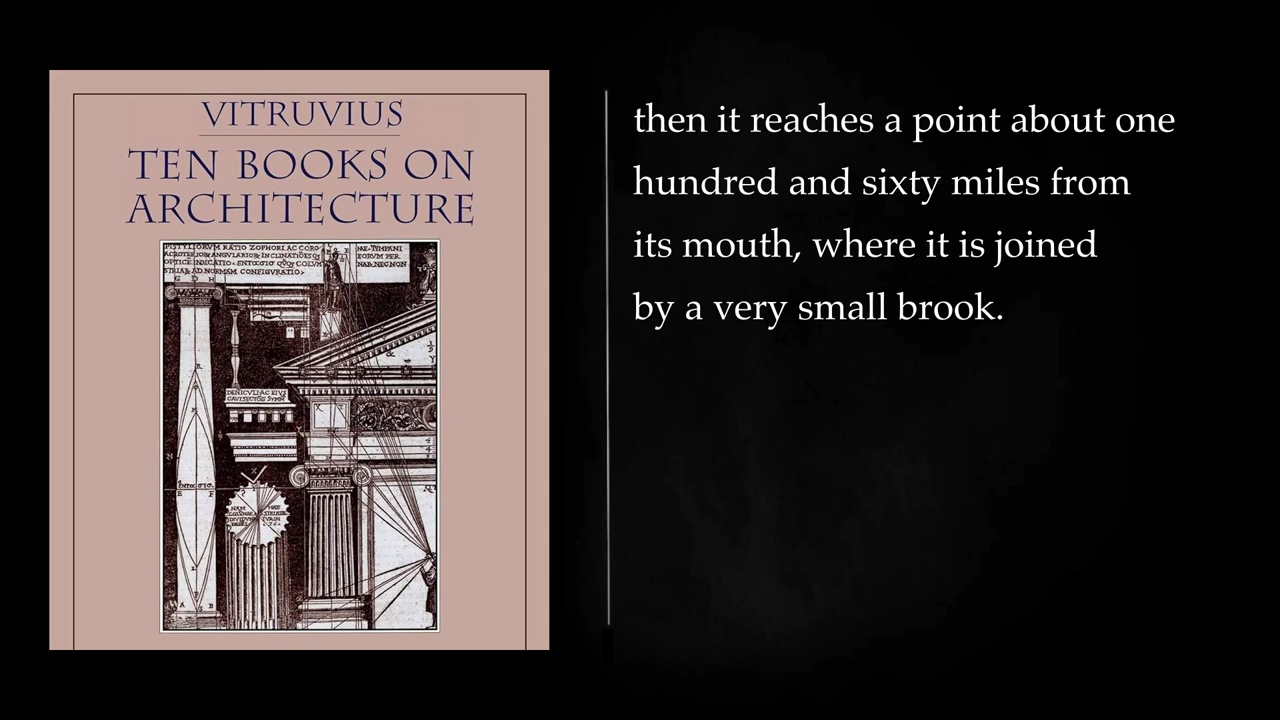 VITRUVIUS
TEN BOOKS ON
ARCHITECTURE
then it reaches a point about one
hundred and sixty miles from
its mouth, where it is joined
by a very small brook.